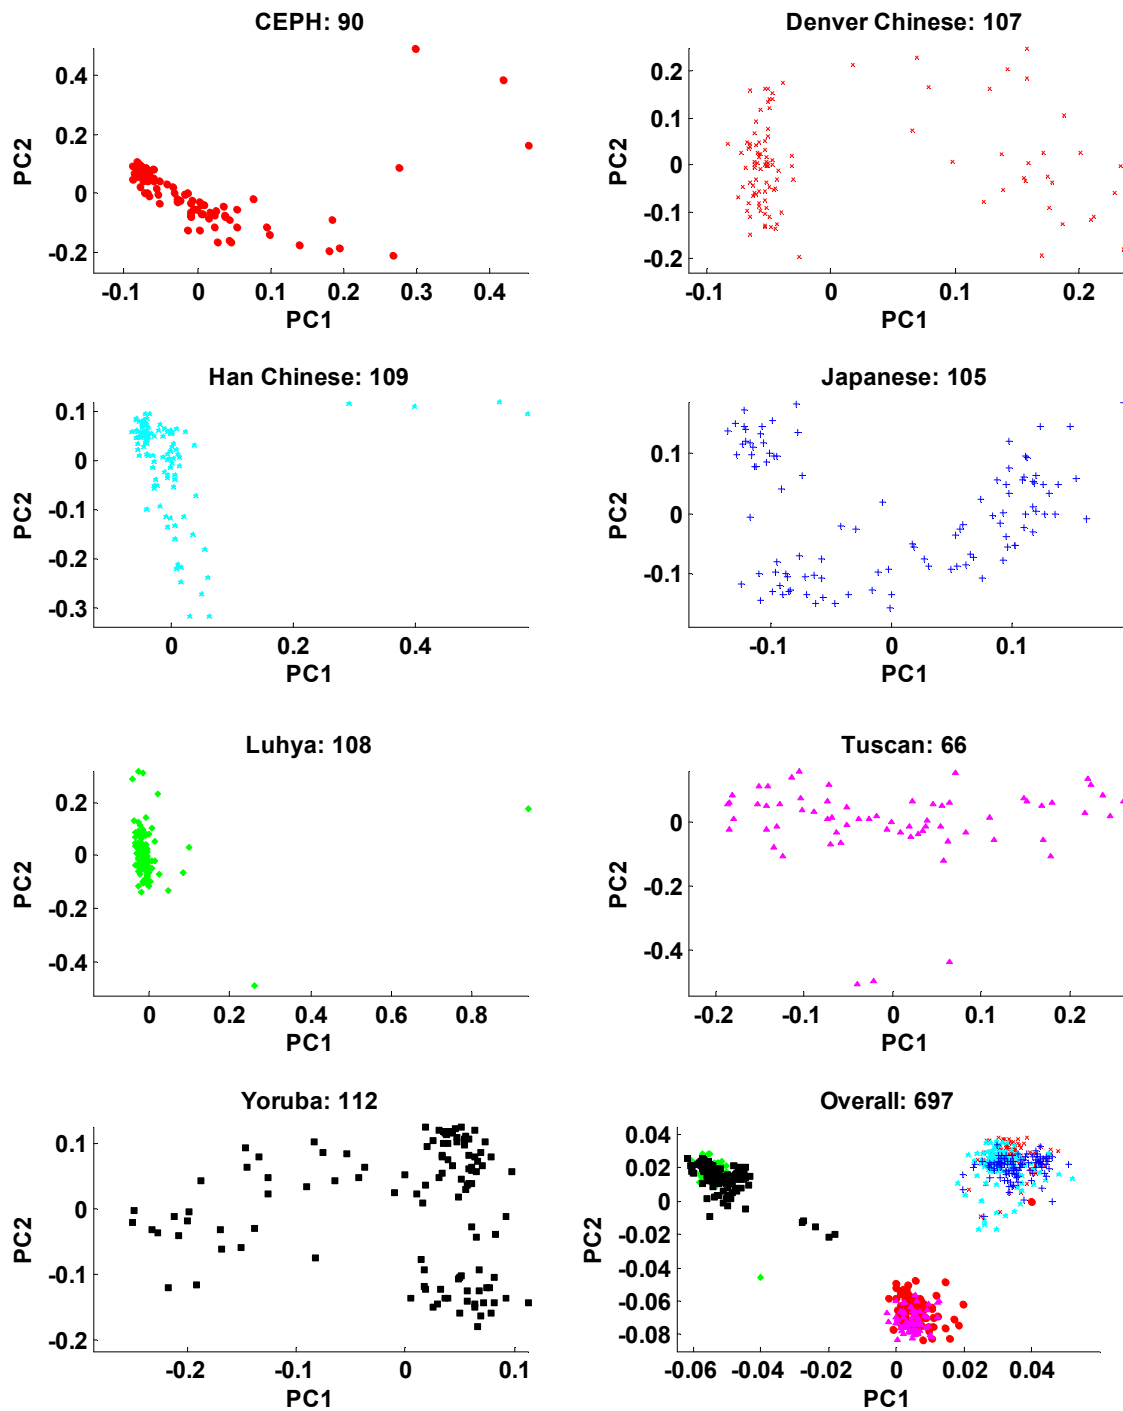 CEPH: 90
0.4
0.2
0
-0.2
PC2
-0.1 0 0.1 0.2 0.3 0.4
PC1
Denver Chinese: 107
0.2
0.1
0
-0.1
-0.2
PC2
-0.1 0 0.1 0.2
PC1
Han Chinese: 109
0.1
0
-0.1
-0.2
-0.3
PC2
0 0.2 0.4
PC1
Japanese: 105
0.1
0
-0.1
PC2
-0.1 0 0.1
PC1
Luhya: 108
0.2
0
-0.2
-0.4
PC2
0 0.2 0.4 0.6 0.8
PC1
Tuscan: 66
0
-0.2
-0.4
PC2
-0.2 -0.1 0 0.1 0.2
PC1
Yoruba: 112
0.1
0
-0.1
-0.2
PC2
-0.2 -0.1 0 0.1
PC1
Overall: 697
0.04
0.02
0
-0.02
-0.04
-0.06
-0.08
PC2
-0.06 -0.04 -0.02 0 0.02 0.04
PC1